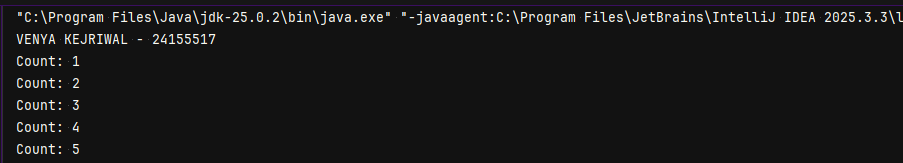 "C:\Program Files\Java\jdk-25.0.2\bin\java.exe" "-javaagent:C:\Program Files\JetBrains\IntelliJ IDEA 2025.3.3\l
VENYA KEJRIWAL - 24155517
Count: 1
Count: 2
Count: 3
Count: 4
Count: 5